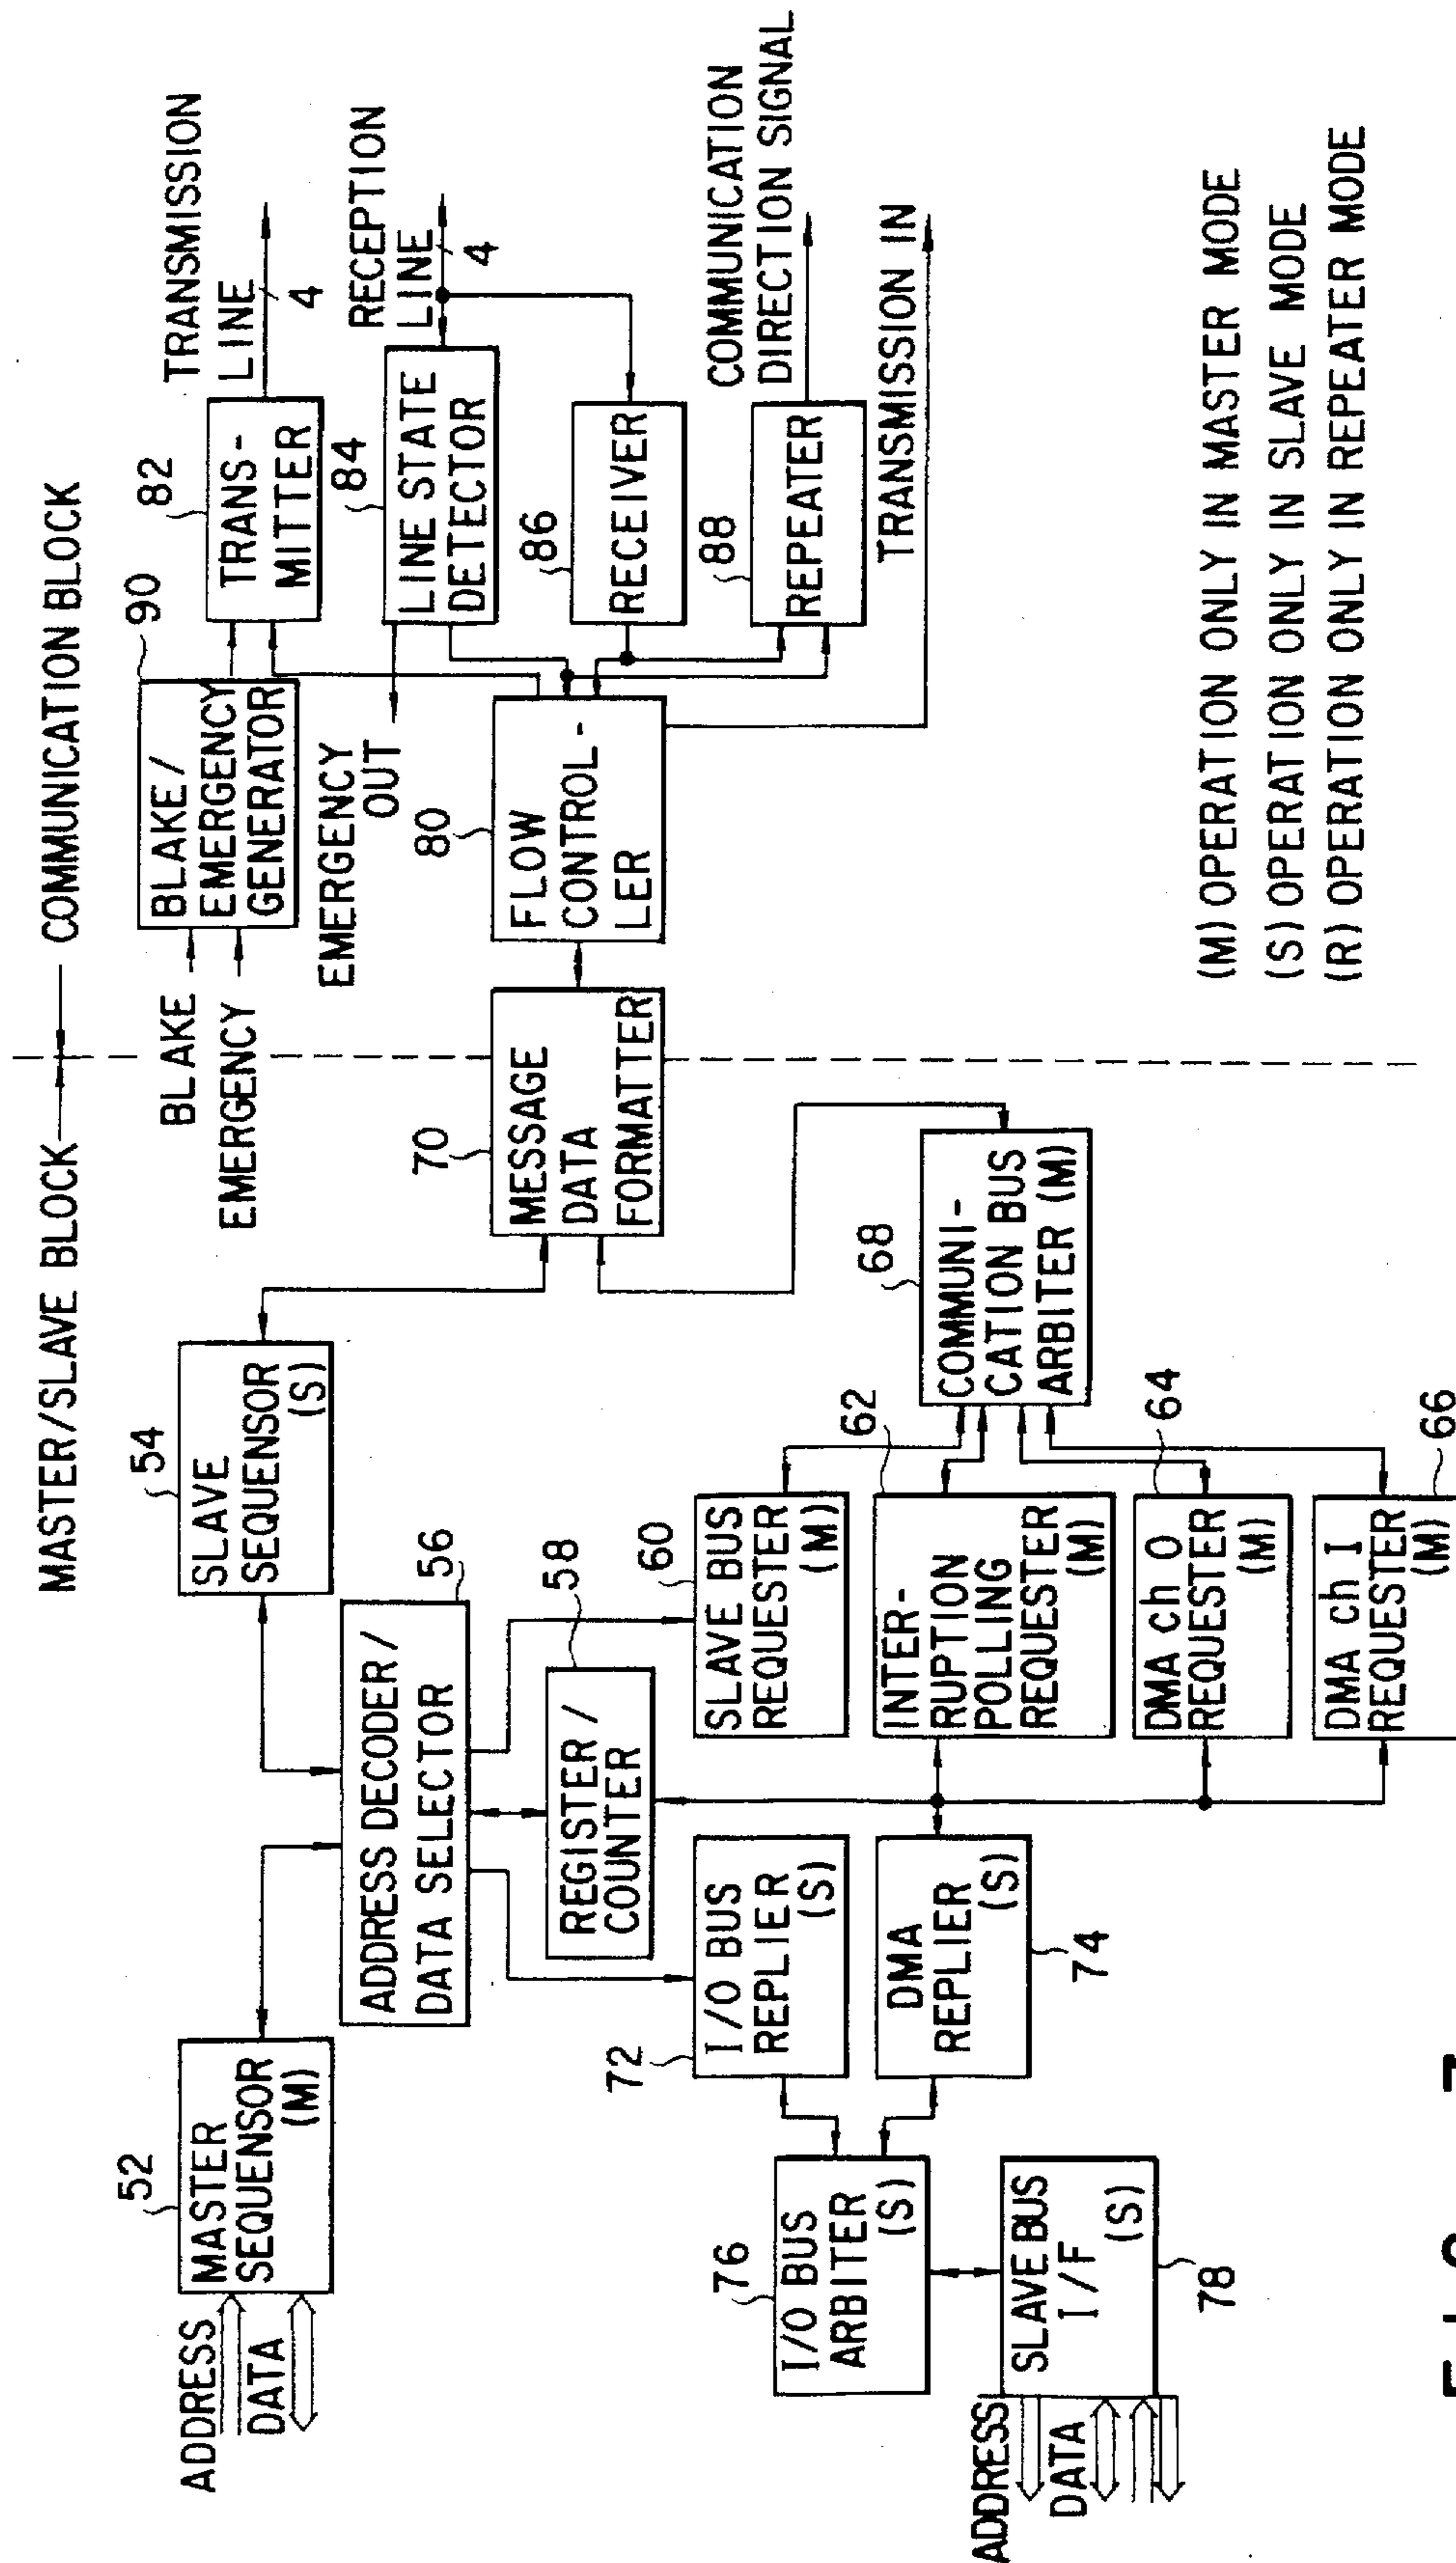 MASTER/SLAVE BLOCK
COMMUNICATION BLOCK
52
MASTER
SEQUENSOR
(M)
ADDRESS
DATA
54
SLAVE
SEQUENSOR
(S)
BLAKE
EMERGENCY
90
BLAKE/
EMERGENCY
GENERATOR
82
TRANS-
MITTER
TRANSMISSION
LINE
4
EMERGENCY
OUT
84
LINE STATE
DETECTOR
RECEPTION
LINE
4
56
ADDRESS DECODER/
DATA SELECTOR
70
MESSAGE
DATA
FORMATTER
80
FLOW
CONTROL-
LER
86
RECEIVER
58
REGISTER/
COUNTER
88
REPEATER
COMMUNICATION
DIRECTION SIGNAL
TRANSMISSION IN
72
I/O BUS
REPLIER
(S)
60
SLAVE BUS
REQUESTER
(M)
76
I/O BUS
ARBITER
(S)
74
DMA
REPLIER
(S)
62
INTER-
RUPTION
POLLING
REQUESTER
(M)
68
COMMUNI-
CATION BUS
ARBITER (M)
ADDRESS
DATA
SLAVE BUS
I/F
(S)
78
64
DMA ch 0
REQUESTER
(M)
66
DMA ch I
REQUESTER
(M)
(M) OPERATION ONLY IN MASTER MODE
(S) OPERATION ONLY IN SLAVE MODE
(R) OPERATION ONLY IN REPEATER MODE